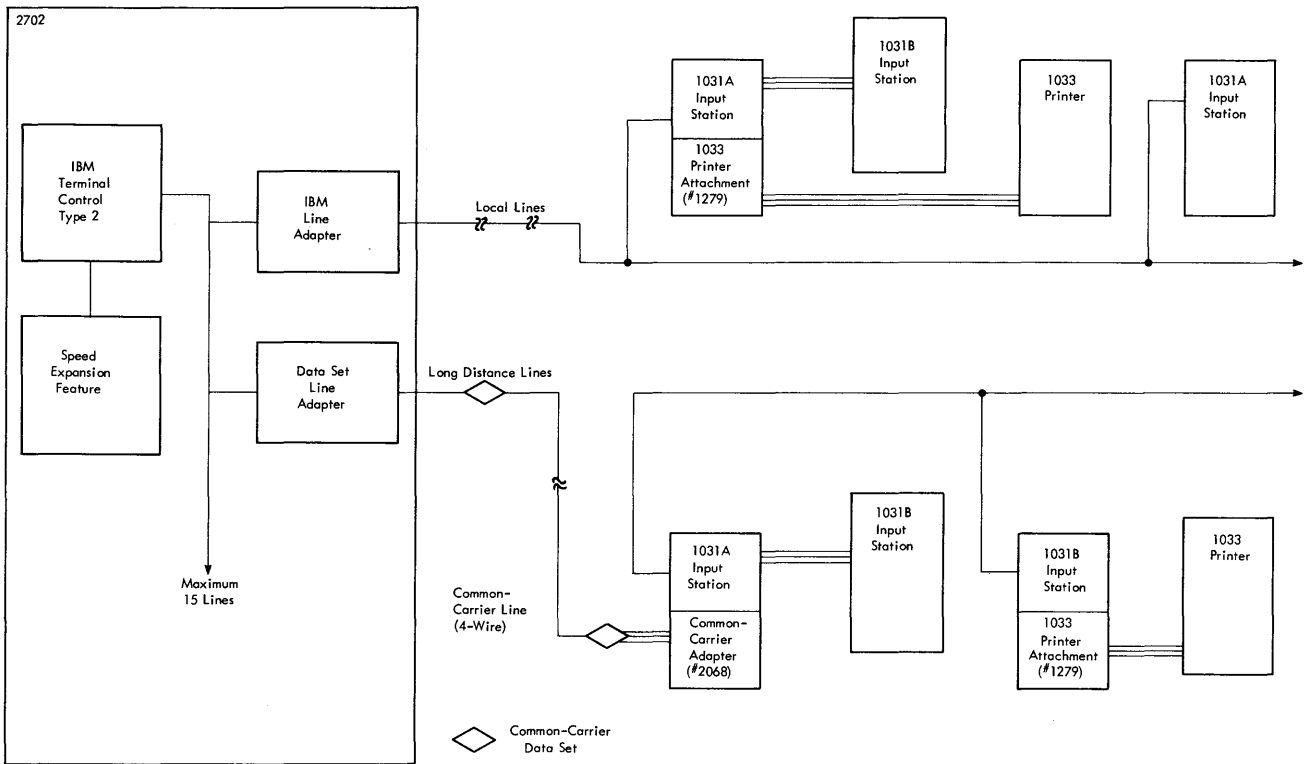 2702
IBM
Terminal
Control
Type 2
IBM
Line
Adapter
Speed
Expansion
Feature
Data Set
Line
Adapter
Maximum
15 Lines
Local Lines
1031A
Input
Station
1033
Printer
Attachment
(#1279)
1031B
Input
Station
1033
Printer
1031A
Input
Station
Long Distance Lines
Common-
Carrier Line
(4-Wire)
1031A
Input
Station
Common-
Carrier
Adapter
(#2068)
1031B
Input
Station
1031B
Input
Station
1033
Printer
Attachment
(#1279)
1033
Printer
Common-Carrier
Data Set